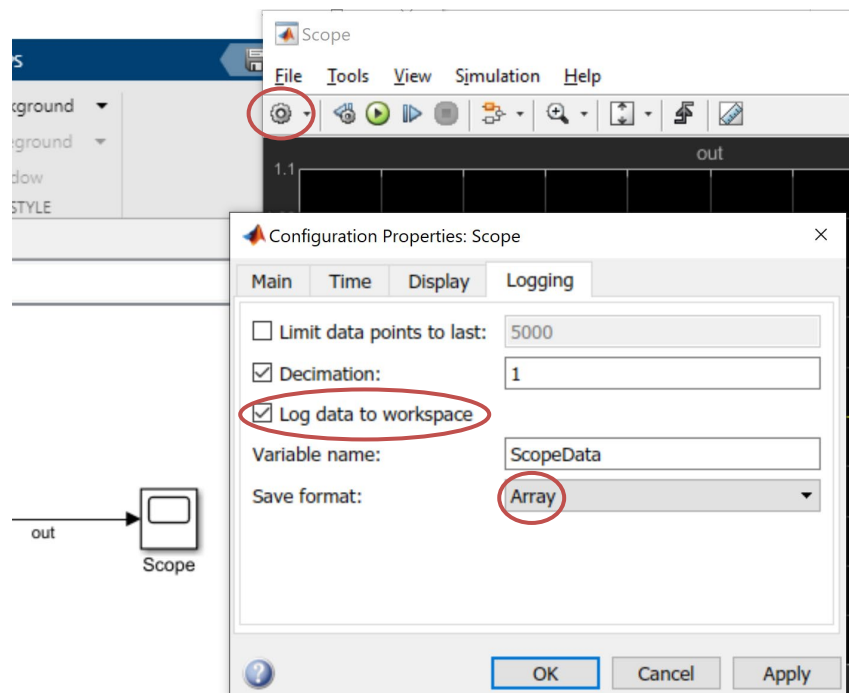 Scope
File Tools View Simulation Help
out
1.1
STYLE
Configuration Properties: Scope
Main Time Display Logging
Limit data points to last: 5000
Decimation: 1
Log data to workspace
Variable name: ScopeData
Save format: Array
out
Scope
OK Cancel Apply